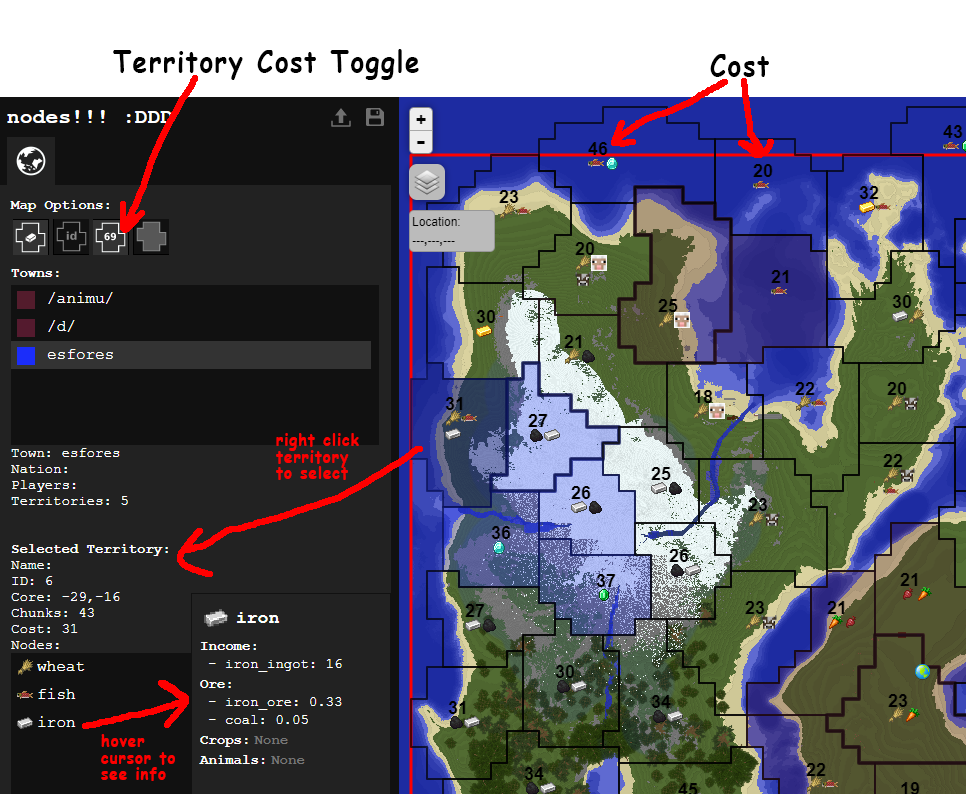 Territory Cost Toggle
Cost
nodes!!! :DDD
Map Options:
id
69
Towns:
/animu/
/d/
esfores
Town: esfores
Nation:
Players:
Territories: 5
right click
territory
to select
Selected Territory:
Name:
ID: 6
Core: -29,-16
Chunks: 43
Cost: 31
Nodes:
wheat
fish
iron
hover
cursor to
see info
iron
Income:
- iron_ingot: 16
Ore:
- iron_ore: 0.33
- coal: 0.05
Crops: None
Animals: None
+
-
Location:
---,---,---
43
46
20
23
32
20
21
25
30
30
21
18
22
20
31
27
25
22
26
23
36
26
37
21
27
23
21
30
23
31
34
34
22
45
19